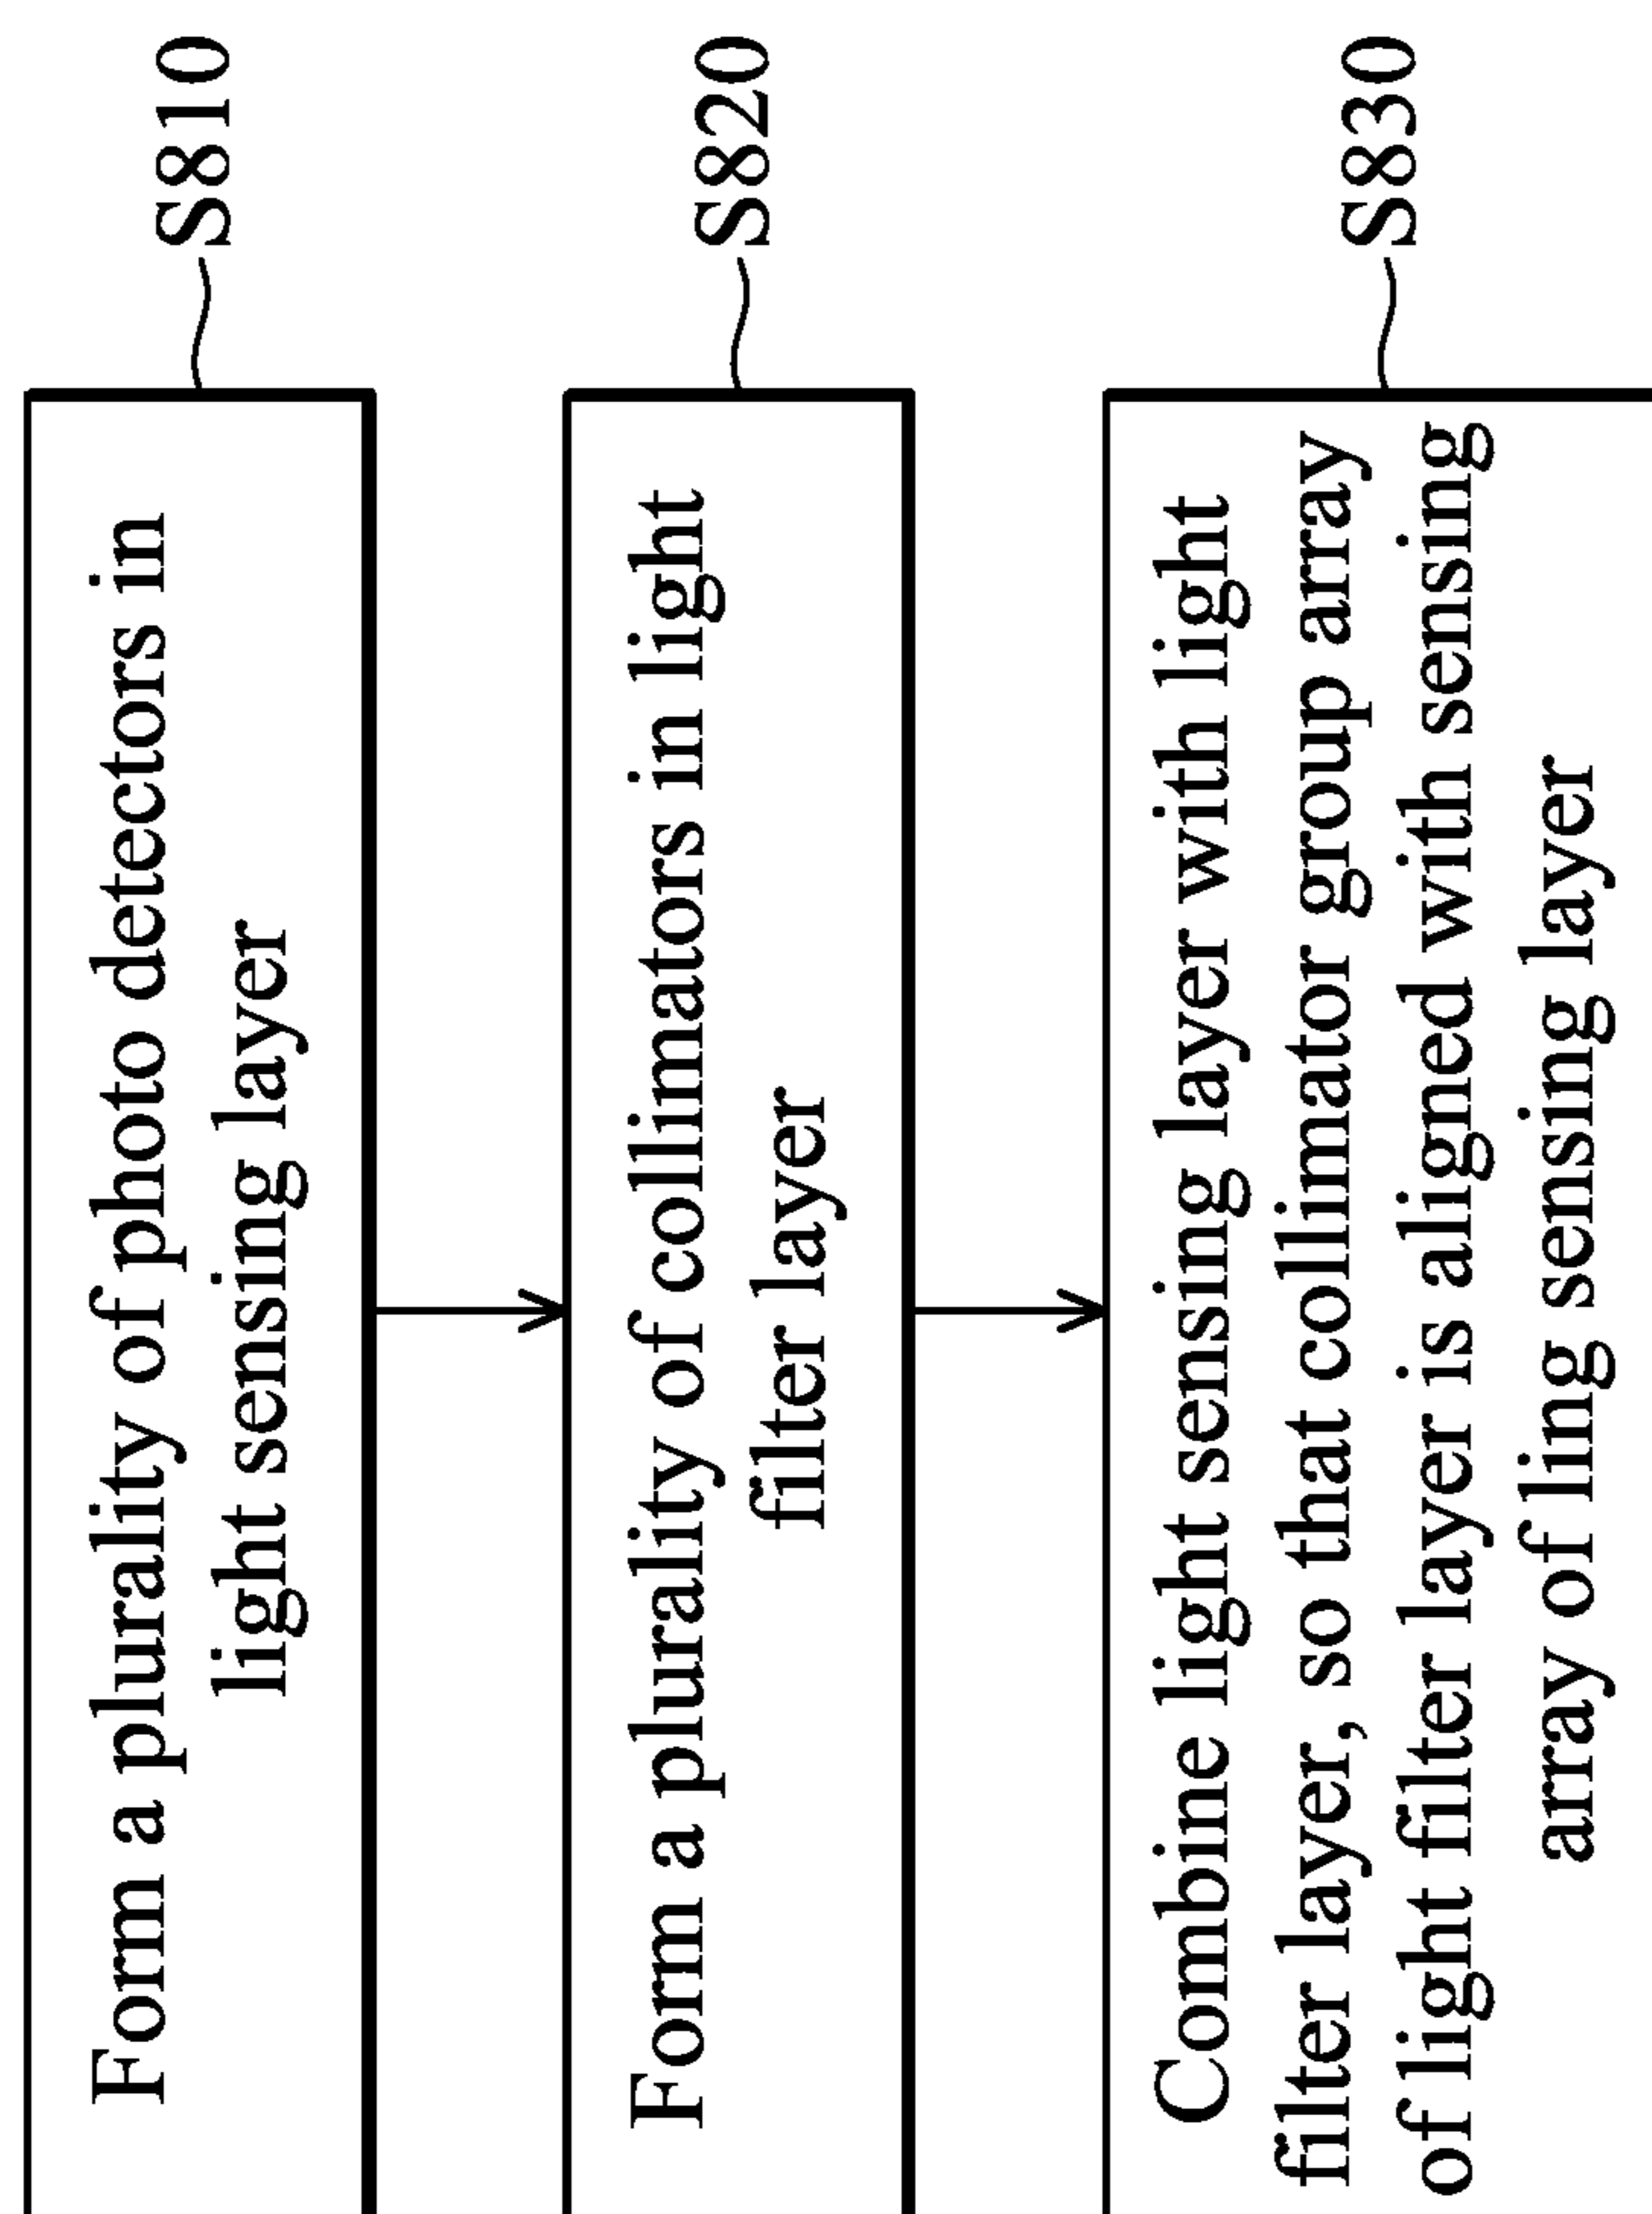 Form a plurality of photo detectors in
light sensing layer
S810
Form a plurality of collimators in light
filter layer
S820
Combine light sensing layer with light
filter layer, so that collimator group array
of light filter layer is aligned with sensing
array of ling sensing layer
S830